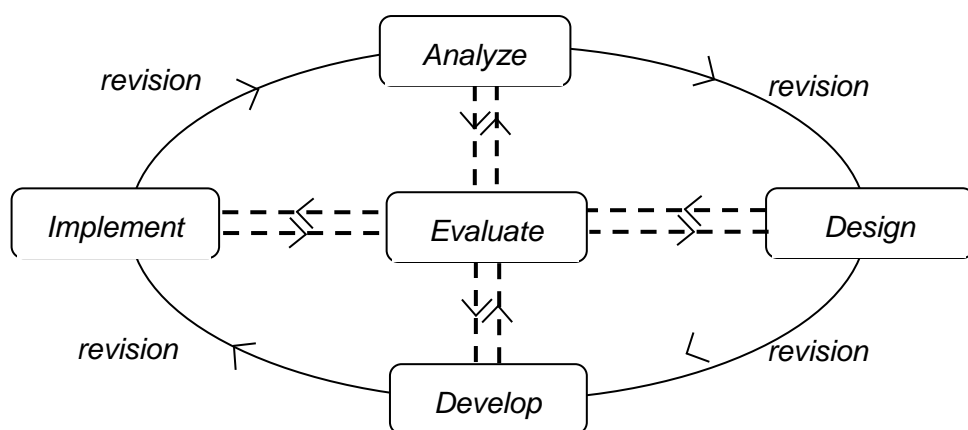 Analyze
revision
revision
Implement
Evaluate
Design
revision
revision
Develop